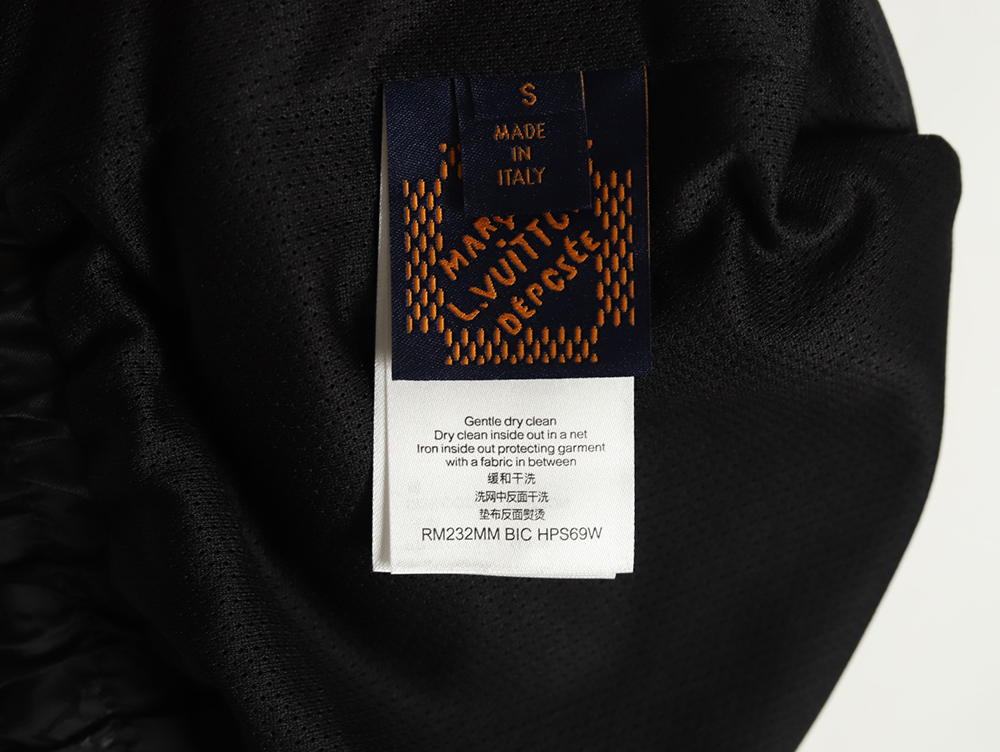 S
MADE
IN
ITALY
L.VUITTO
DÉPOSÉE
Gentle dry clean
Dry clean inside out in a net
Iron inside out protecting garment
with a fabric in between
缓和干洗
洗网中反面干洗
垫布反面熨烫
RM232MM BIC HPS69W